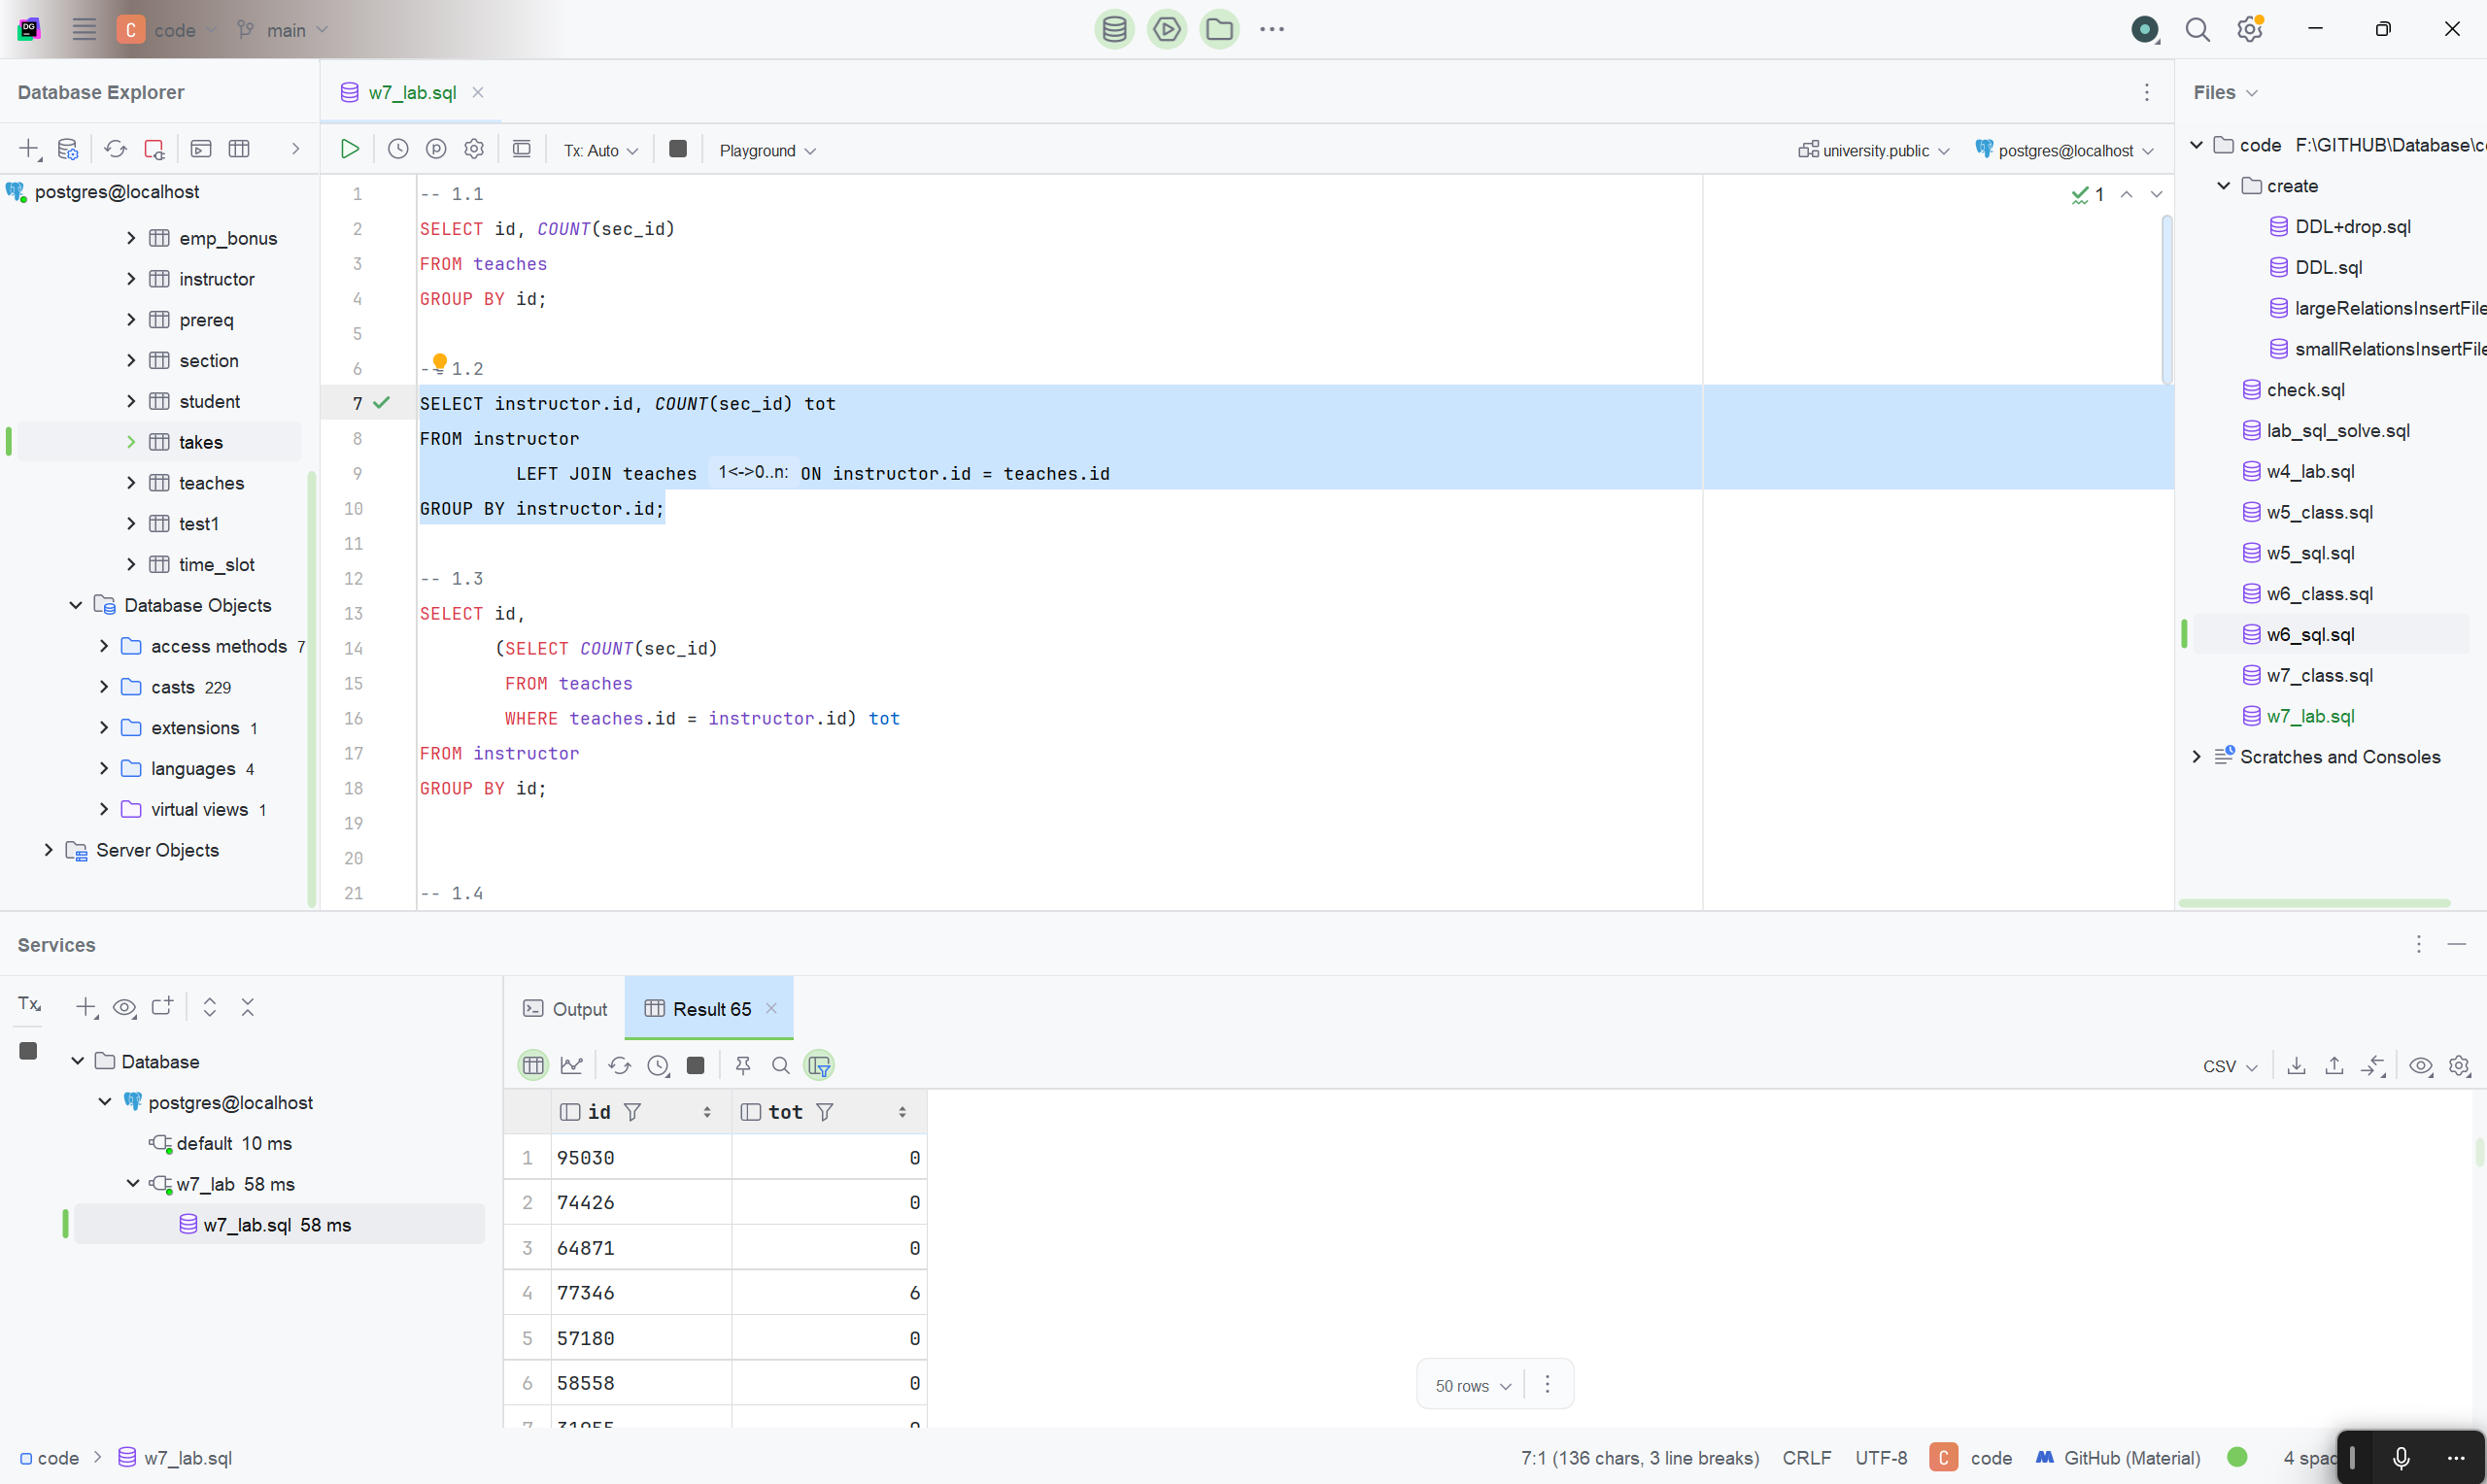 DG
C code main
Database Explorer
w7_lab.sql
Files
Tx: Auto
Playground
university.public
postgres@localhost
postgres@localhost
emp_bonus
instructor
prereq
section
student
takes
teaches
test1
time_slot
Database Objects
access methods 7
casts 229
extensions 1
languages 4
virtual views 1
Server Objects
1 -- 1.1
2 SELECT id, COUNT(sec_id)
3 FROM teaches
4 GROUP BY id;
5
6 -- 1.2
7 SELECT instructor.id, COUNT(sec_id) tot
8 FROM instructor
9 LEFT JOIN teaches 1<->0..n: ON instructor.id = teaches.id
10 GROUP BY instructor.id;
11
12 -- 1.3
13 SELECT id,
14 (SELECT COUNT(sec_id)
15 FROM teaches
16 WHERE teaches.id = instructor.id) tot
17 FROM instructor
18 GROUP BY id;
19
20
21 -- 1.4
1
code F:\GITHUB\Database\c
create
DDL+drop.sql
DDL.sql
largeRelationsInsertFile
smallRelationsInsertFile
check.sql
lab_sql_solve.sql
w4_lab.sql
w5_class.sql
w5_sql.sql
w6_class.sql
w6_sql.sql
w7_class.sql
w7_lab.sql
Scratches and Consoles
Services
Tx
Database
postgres@localhost
default 10 ms
w7_lab 58 ms
w7_lab.sql 58 ms
Output
Result 65
CSV
id tot
1 95030 0
2 74426 0
3 64871 0
4 77346 6
5 57180 0
6 58558 0
50 rows
code w7_lab.sql
7:1 (136 chars, 3 line breaks) CRLF UTF-8 C code GitHub (Material) 4 spac